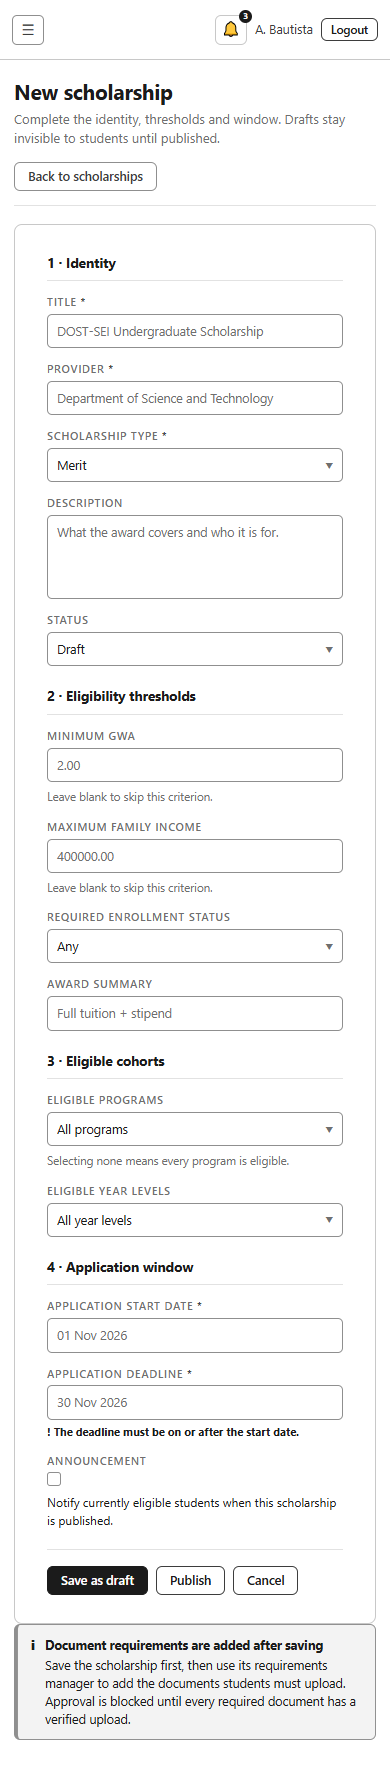 ☰
3
A. Bautista
Logout
New scholarship
Complete the identity, thresholds and window. Drafts stay
invisible to students until published.
Back to scholarships
1 · Identity
TITLE *
DOST-SEI Undergraduate Scholarship
PROVIDER *
Department of Science and Technology
SCHOLARSHIP TYPE *
Merit
DESCRIPTION
What the award covers and who it is for.
STATUS
Draft
2 · Eligibility thresholds
MINIMUM GWA
2.00
Leave blank to skip this criterion.
MAXIMUM FAMILY INCOME
400000.00
Leave blank to skip this criterion.
REQUIRED ENROLLMENT STATUS
Any
AWARD SUMMARY
Full tuition + stipend
3 · Eligible cohorts
ELIGIBLE PROGRAMS
All programs
Selecting none means every program is eligible.
ELIGIBLE YEAR LEVELS
All year levels
4 · Application window
APPLICATION START DATE *
01 Nov 2026
APPLICATION DEADLINE *
30 Nov 2026
! The deadline must be on or after the start date.
ANNOUNCEMENT
Notify currently eligible students when this scholarship
is published.
Save as draft
Publish
Cancel
i Document requirements are added after saving
Save the scholarship first, then use its requirements
manager to add the documents students must upload.
Approval is blocked until every required document has a
verified upload.